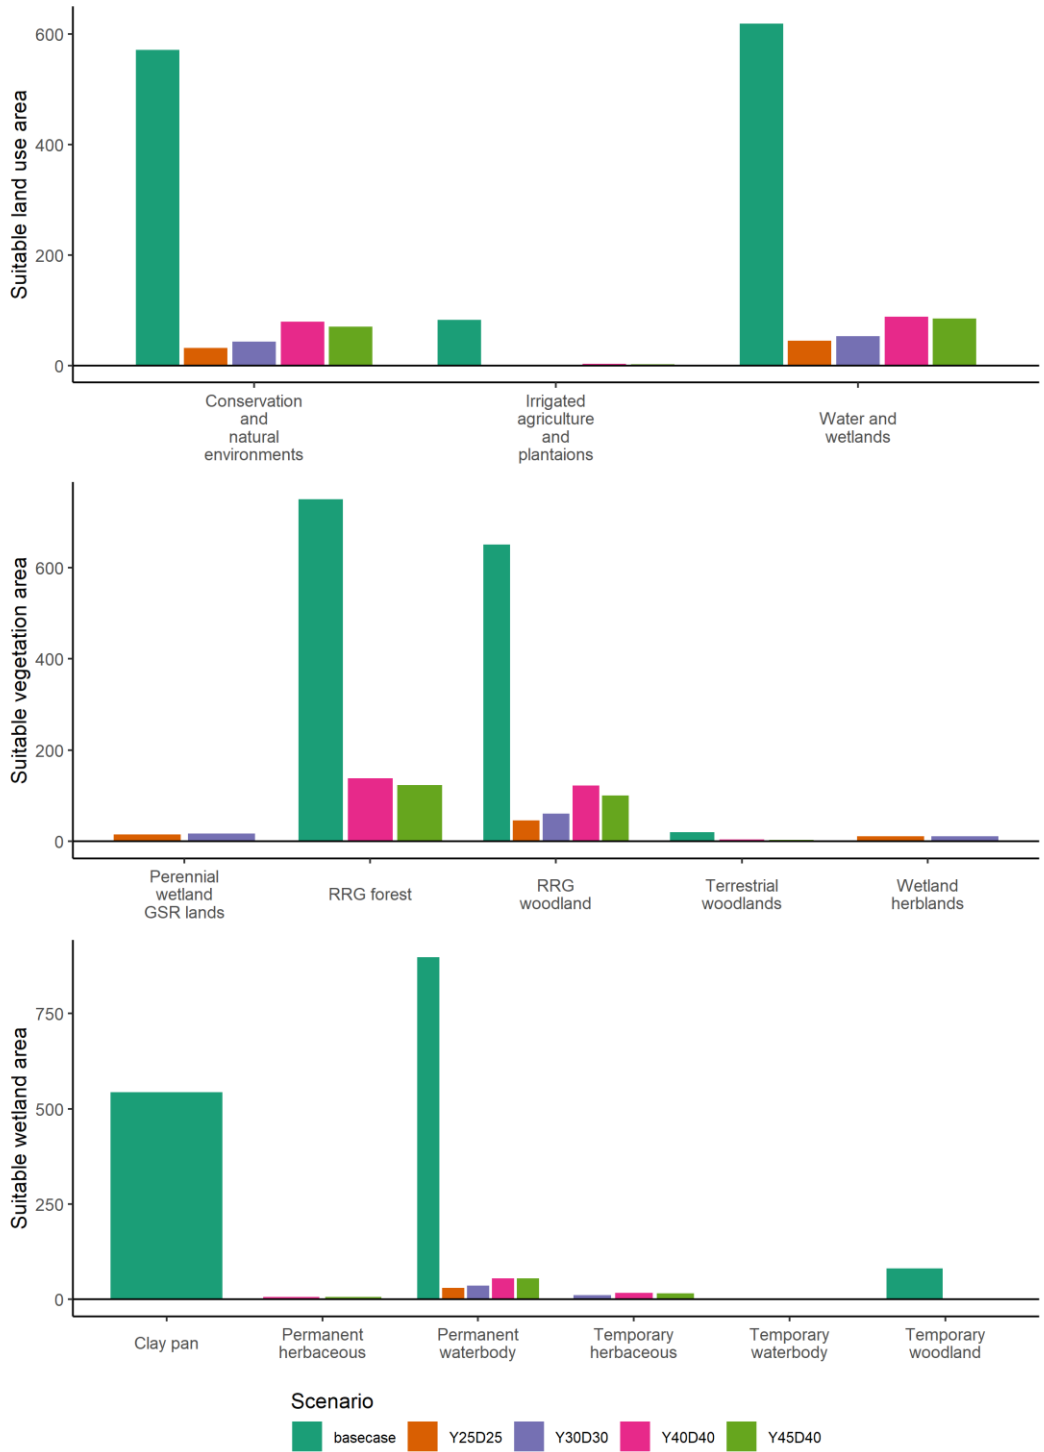 Suitable land use area
600
400
200
0
Conservation
and
natural
environments
Irrigated
agriculture
and
plantaions
Water and
wetlands
Suitable vegetation area
600
400
200
0
Perennial
wetland
GSR lands
RRG forest
RRG
woodland
Terrestrial
woodlands
Wetland
herblands
Suitable wetland area
750
500
250
0
Clay pan
Permanent
herbaceous
Permanent
waterbody
Temporary
herbaceous
Temporary
waterbody
Temporary
woodland
Scenario
basecase
Y25D25
Y30D30
Y40D40
Y45D40